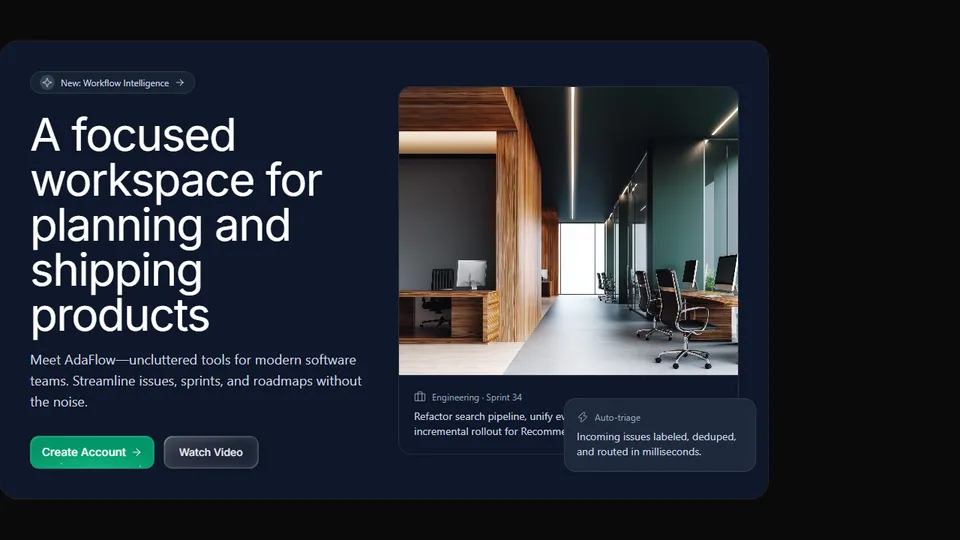 New: Workflow Intelligence
A focused
workspace for
planning and
shipping
products
Meet AdaFlow—uncluttered tools for modern software
teams. Streamline issues, sprints, and roadmaps without
the noise.
Create Account
Watch Video
Engineering · Sprint 34
Refactor search pipeline, unify
incremental rollout for
Auto-triage
Incoming issues labeled, deduped,
and routed in milliseconds.